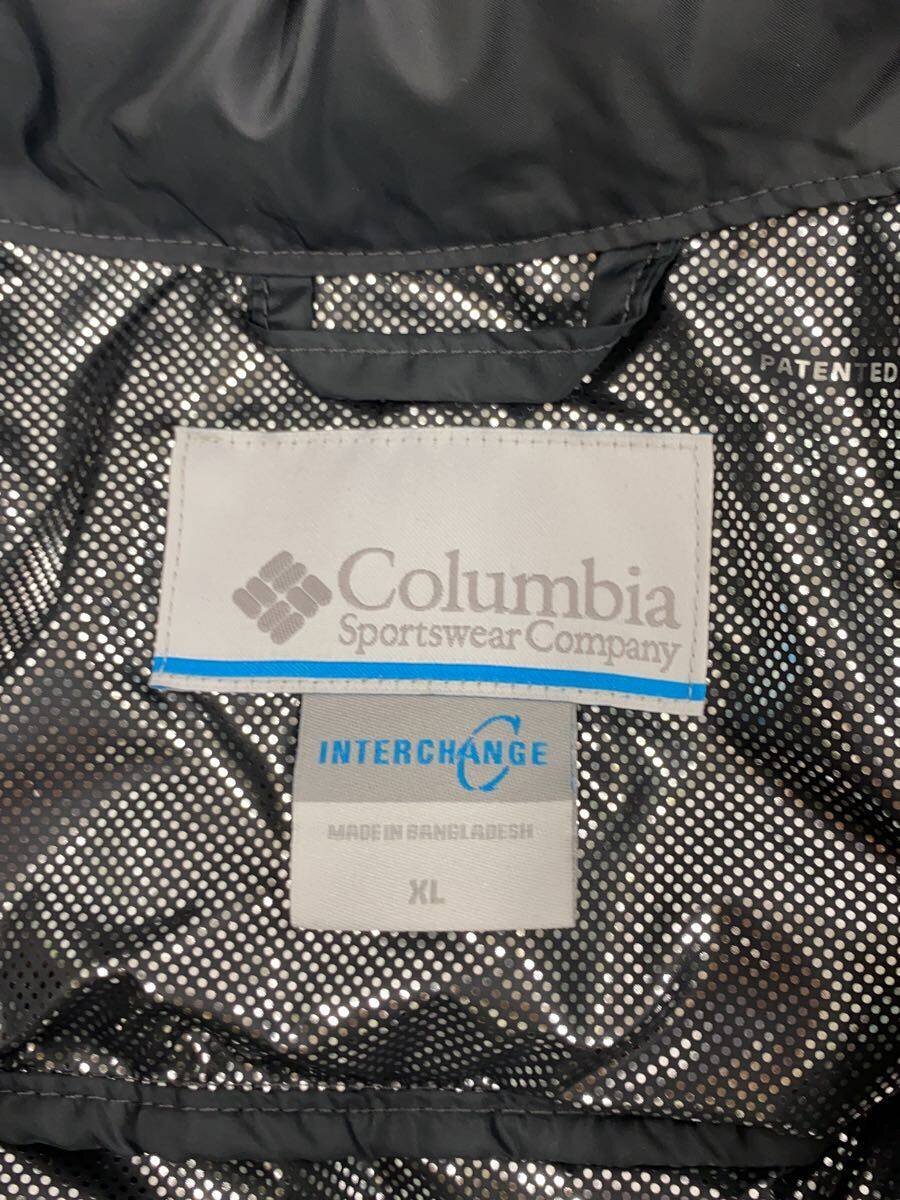 PATENTED
Columbia
Sportswear Company
INTERCHANGE
MADE IN BANGLADESH
XL